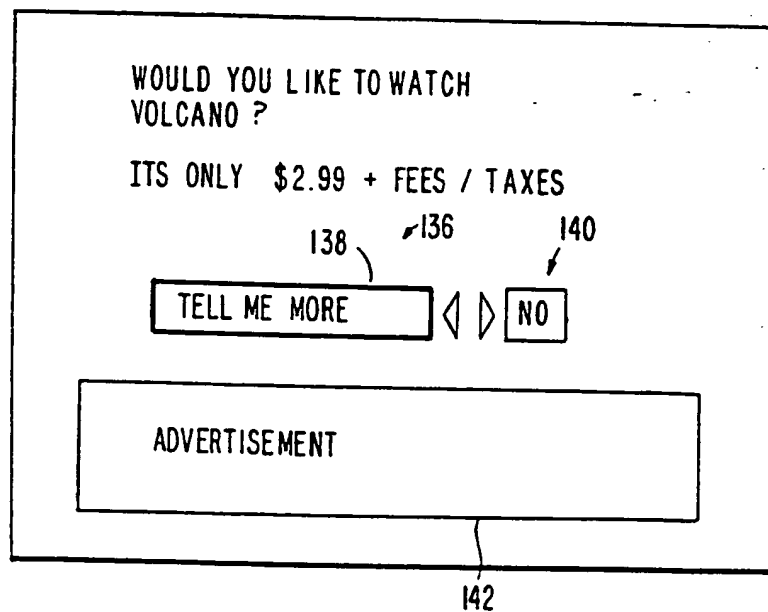 WOULD YOU LIKE TO WATCH
VOLCANO ?
ITS ONLY $2.99 + FEES / TAXES
138 136 140
TELL ME MORE NO
ADVERTISEMENT
142